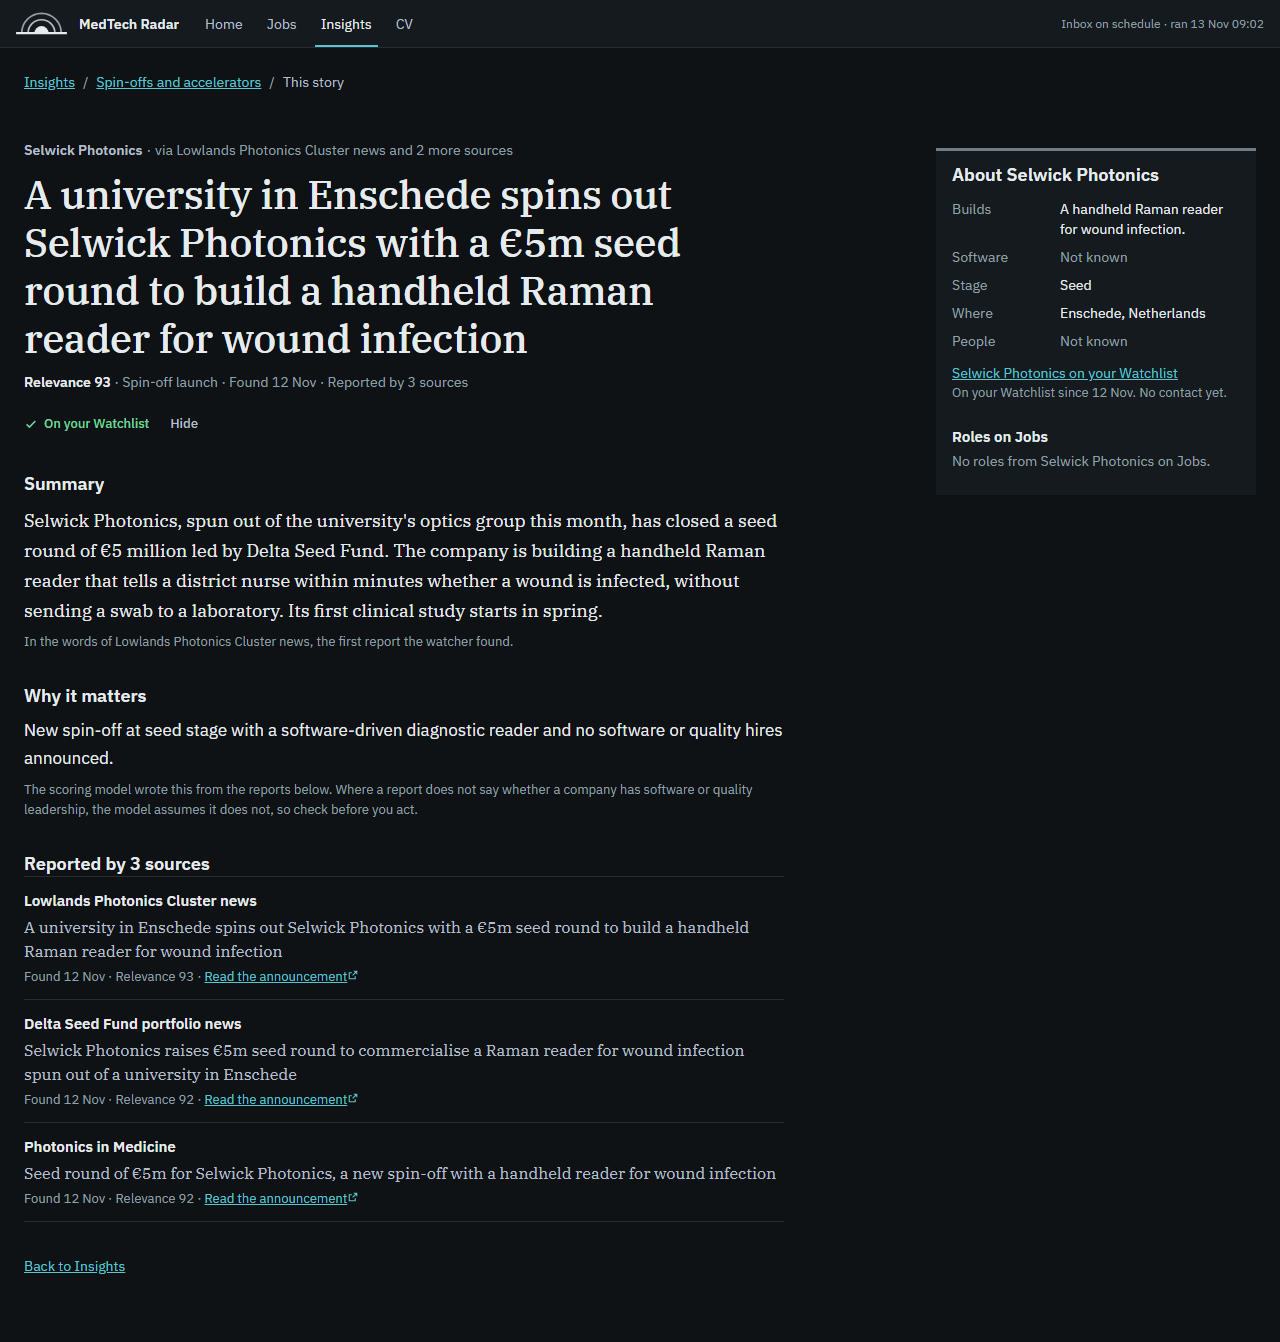 MedTech Radar Home Jobs Insights CV Inbox on schedule · ran 13 Nov 09:02
Insights / Spin-offs and accelerators / This story
Selwick Photonics · via Lowlands Photonics Cluster news and 2 more sources
A university in Enschede spins out
Selwick Photonics with a €5m seed
round to build a handheld Raman
reader for wound infection
Relevance 93 · Spin-off launch · Found 12 Nov · Reported by 3 sources
On your Watchlist Hide
Summary
Selwick Photonics, spun out of the university's optics group this month, has closed a seed
round of €5 million led by Delta Seed Fund. The company is building a handheld Raman
reader that tells a district nurse within minutes whether a wound is infected, without
sending a swab to a laboratory. Its first clinical study starts in spring.
In the words of Lowlands Photonics Cluster news, the first report the watcher found.
Why it matters
New spin-off at seed stage with a software-driven diagnostic reader and no software or quality hires
announced.
The scoring model wrote this from the reports below. Where a report does not say whether a company has software or quality
leadership, the model assumes it does not, so check before you act.
Reported by 3 sources
Lowlands Photonics Cluster news
A university in Enschede spins out Selwick Photonics with a €5m seed round to build a handheld
Raman reader for wound infection
Found 12 Nov · Relevance 93 · Read the announcement
Delta Seed Fund portfolio news
Selwick Photonics raises €5m seed round to commercialise a Raman reader for wound infection
spun out of a university in Enschede
Found 12 Nov · Relevance 92 · Read the announcement
Photonics in Medicine
Seed round of €5m for Selwick Photonics, a new spin-off with a handheld reader for wound infection
Found 12 Nov · Relevance 92 · Read the announcement
Back to Insights
About Selwick Photonics
Builds A handheld Raman reader
for wound infection.
Software Not known
Stage Seed
Where Enschede, Netherlands
People Not known
Selwick Photonics on your Watchlist
On your Watchlist since 12 Nov. No contact yet.
Roles on Jobs
No roles from Selwick Photonics on Jobs.